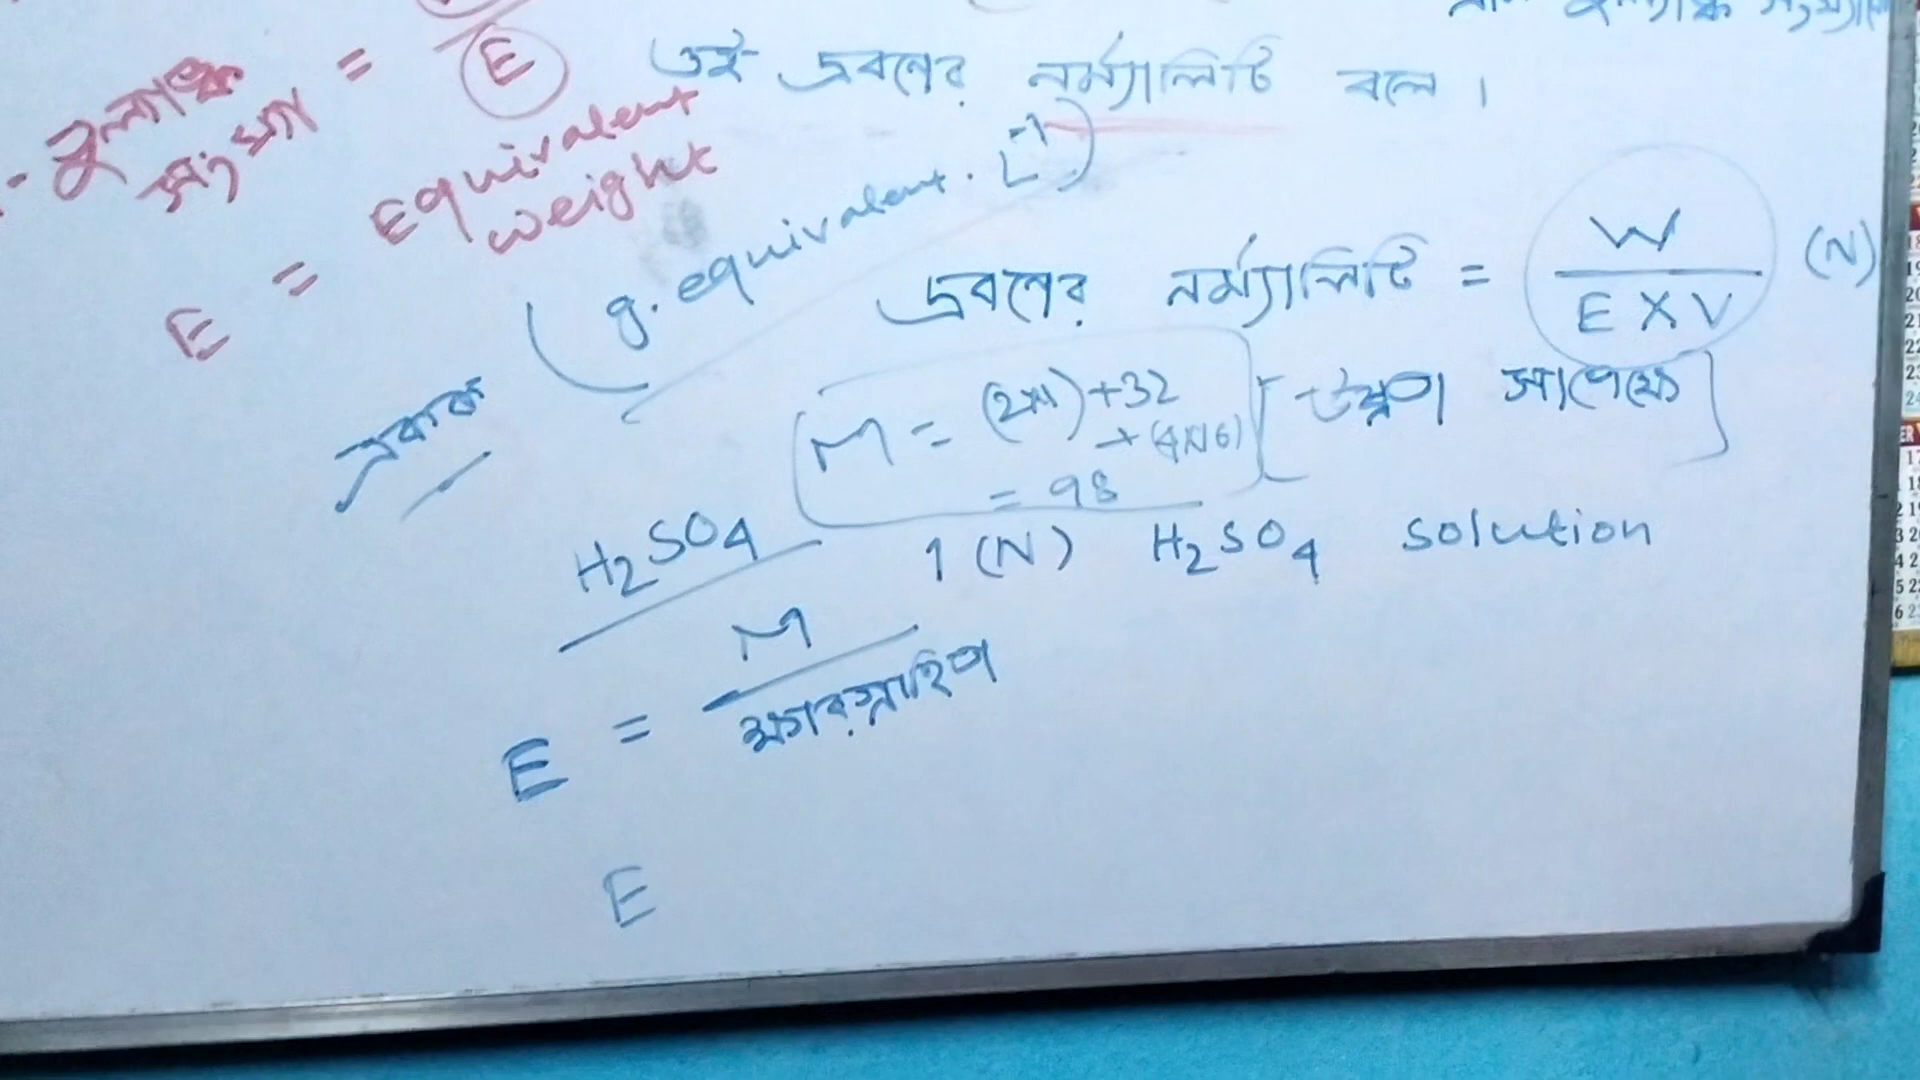 তুল্যাঙ্ক সংখ্যা = E
ওই দ্রবণের নর্ম্যালিটি বলে ।
E = Equivalent weight
(g. equivalent. L⁻¹)
দ্রবণের নর্ম্যালিটি = W / E X V (N)
[উষ্ণতা সাপেক্ষে]
M = (2×1) + 32
+ (4×16)
= 98
H₂SO₄
1 (N) H₂SO₄ solution
E = M / ক্ষারগ্রাহিতা
E